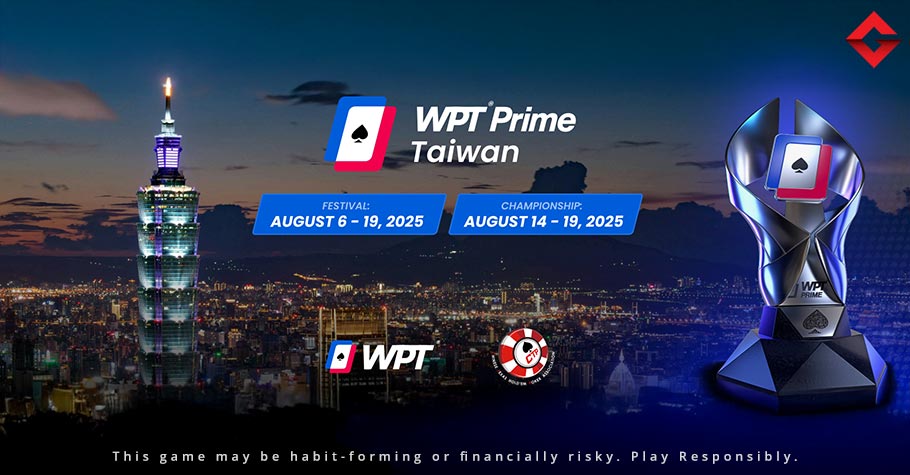 WPT® Prime
Taiwan
FESTIVAL:
AUGUST 6 - 19, 2025
CHAMPIONSHIP:
AUGUST 14 - 19, 2025
WPT
PRIME
WPT
CTP
This game may be habit-forming or financially risky. Play Responsibly.